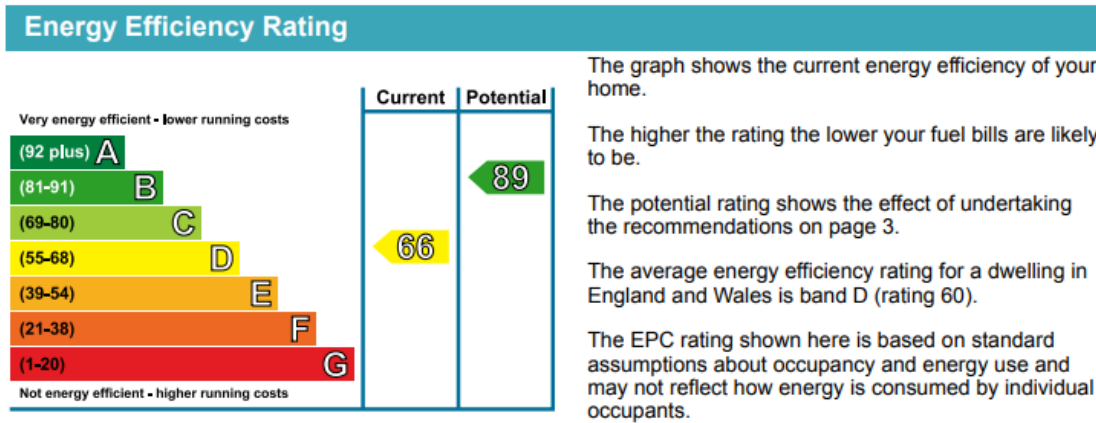 Energy Efficiency Rating
Current Potential
Very energy efficient - lower running costs
(92 plus) A
(81-91) B
89
(69-80) C
(55-68) D
66
(39-54) E
(21-38) F
(1-20) G
Not energy efficient - higher running costs
The graph shows the current energy efficiency of your
home.
The higher the rating the lower your fuel bills are likely
to be.
The potential rating shows the effect of undertaking
the recommendations on page 3.
The average energy efficiency rating for a dwelling in
England and Wales is band D (rating 60).
The EPC rating shown here is based on standard
assumptions about occupancy and energy use and
may not reflect how energy is consumed by individual
occupants.